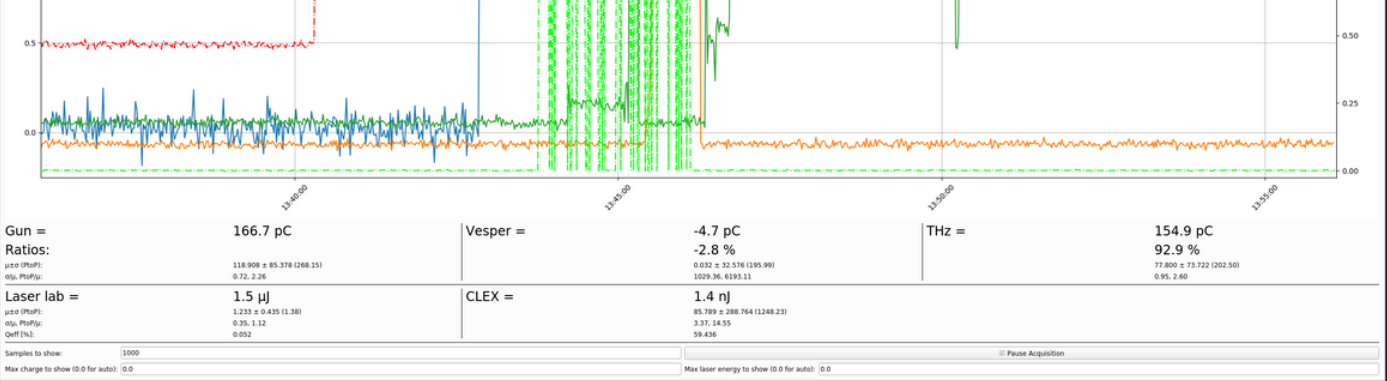 0.5
0.50
0.25
0.0
0.00
13:40:00
13:45:00
13:50:00
13:55:00
Gun = 166.7 pC Vesper = -4.7 pC THz = 154.9 pC
Ratios: -2.8 % 92.9 %
μ±σ (PtoP): 118.908 ± 85.378 (268.15) 0.032 ± 32.576 (195.99) 77.800 ± 73.722 (202.50)
σ/μ, PtoP/μ: 0.72, 2.26 1029.36, 6193.11 0.95, 2.60
Laser lab = 1.5 μJ CLEX = 1.4 nJ
μ±σ (PtoP): 1.233 ± 0.435 (1.38) 85.789 ± 288.764 (1248.23)
σ/μ, PtoP/μ: 0.35, 1.12 3.37, 14.55
Qeff [%]: 0.052 59.436
Samples to show: 1000 Pause Acquisition
Max charge to show (0.0 for auto): 0.0 Max laser energy to show (0.0 for auto): 0.0